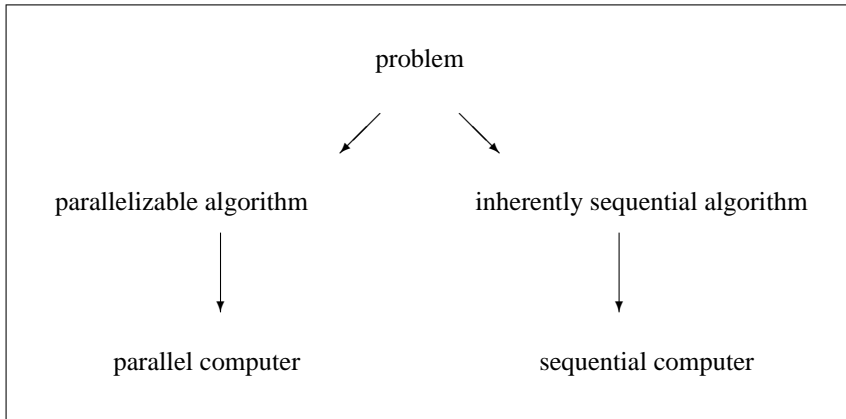 problem
parallelizable algorithm
inherently sequential algorithm
parallel computer
sequential computer